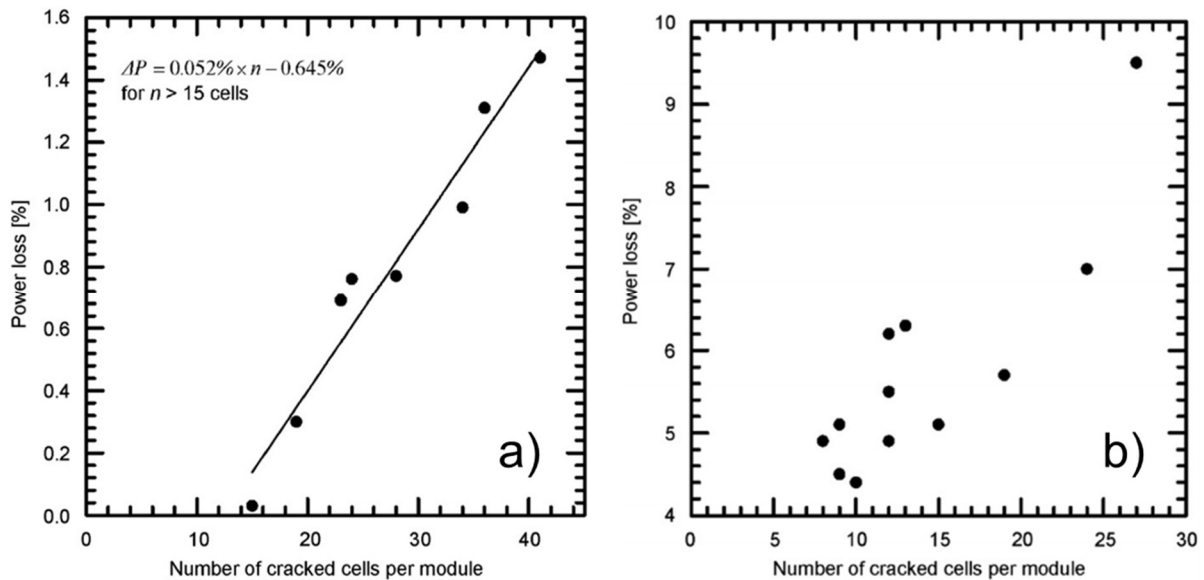 1.6
1.4
1.2
1.0
0.8
0.6
0.4
0.2
0.0
Power loss [%]
ΔP = 0.052% × n − 0.645%
for n > 15 cells
a)
0 10 20 30 40
Number of cracked cells per module
10
9
8
7
6
5
4
Power loss [%]
b)
0 5 10 15 20 25 30
Number of cracked cells per module